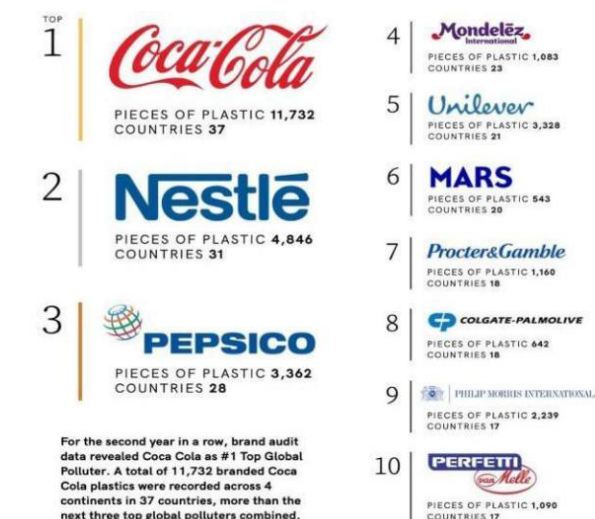 TOP
1
Coca-Cola
PIECES OF PLASTIC 11,732
COUNTRIES 37
2
Nestlé
PIECES OF PLASTIC 4,846
COUNTRIES 31
3
PEPSICO
PIECES OF PLASTIC 3,362
COUNTRIES 28
For the second year in a row, brand audit
data revealed Coca Cola as #1 Top Global
Polluter. A total of 11,732 branded Coca
Cola plastics were recorded across 4
continents in 37 countries, more than the
next three top global polluters combined.
4
Mondelēz
International
PIECES OF PLASTIC 1,083
COUNTRIES 23
5
Unilever
PIECES OF PLASTIC 3,328
COUNTRIES 21
6
MARS
PIECES OF PLASTIC 543
COUNTRIES 20
7
Procter&Gamble
PIECES OF PLASTIC 1,160
COUNTRIES 18
8
CP COLGATE-PALMOLIVE
PIECES OF PLASTIC 642
COUNTRIES 18
9
PHILIP MORRIS INTERNATIONAL
PIECES OF PLASTIC 2,239
COUNTRIES 17
10
PERFETTI
van Melle
PIECES OF PLASTIC 1,090
COUNTRIES 17